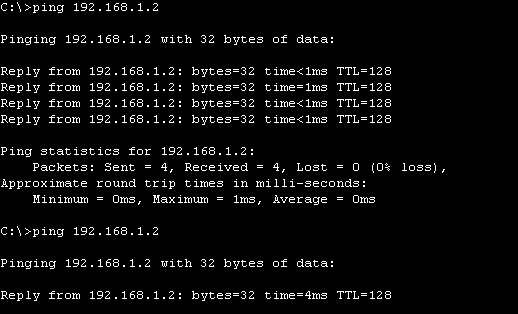 C:\>ping 192.168.1.2
Pinging 192.168.1.2 with 32 bytes of data:
Reply from 192.168.1.2: bytes=32 time<1ms TTL=128
Reply from 192.168.1.2: bytes=32 time=1ms TTL=128
Reply from 192.168.1.2: bytes=32 time<1ms TTL=128
Reply from 192.168.1.2: bytes=32 time<1ms TTL=128
Ping statistics for 192.168.1.2:
    Packets: Sent = 4, Received = 4, Lost = 0 (0% loss),
Approximate round trip times in milli-seconds:
    Minimum = 0ms, Maximum = 1ms, Average = 0ms
C:\>ping 192.168.1.2
Pinging 192.168.1.2 with 32 bytes of data:
Reply from 192.168.1.2: bytes=32 time=4ms TTL=128